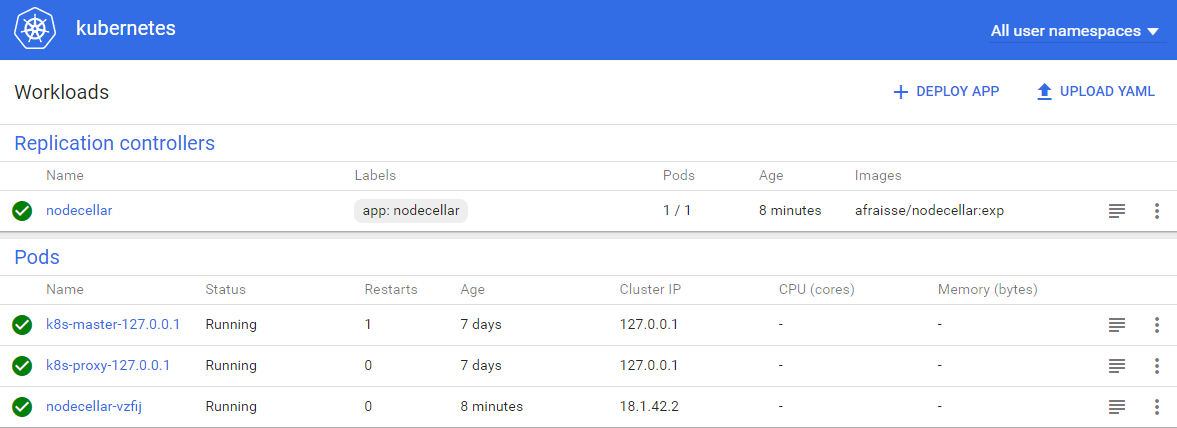 kubernetes All user namespaces
Workloads DEPLOY APP UPLOAD YAML
Replication controllers
Name Labels Pods Age Images
nodecellar app: nodecellar 1 / 1 8 minutes afraisse/nodecellar:exp
Pods
Name Status Restarts Age Cluster IP CPU (cores) Memory (bytes)
k8s-master-127.0.0.1 Running 1 7 days 127.0.0.1 - -
k8s-proxy-127.0.0.1 Running 0 7 days 127.0.0.1 - -
nodecellar-vzfij Running 0 8 minutes 18.1.42.2 - -